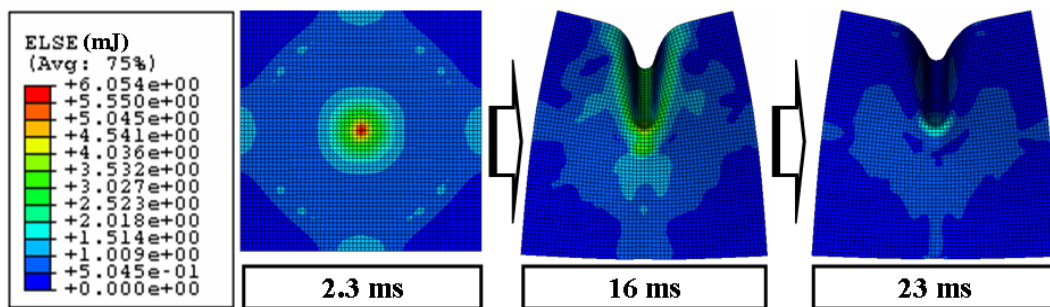 ELSE (mJ)
(Avg: 75%)
+6.054e+00
+5.550e+00
+5.045e+00
+4.541e+00
+4.036e+00
+3.532e+00
+3.027e+00
+2.523e+00
+2.018e+00
+1.514e+00
+1.009e+00
+5.045e-01
+0.000e+00
2.3 ms
16 ms
23 ms